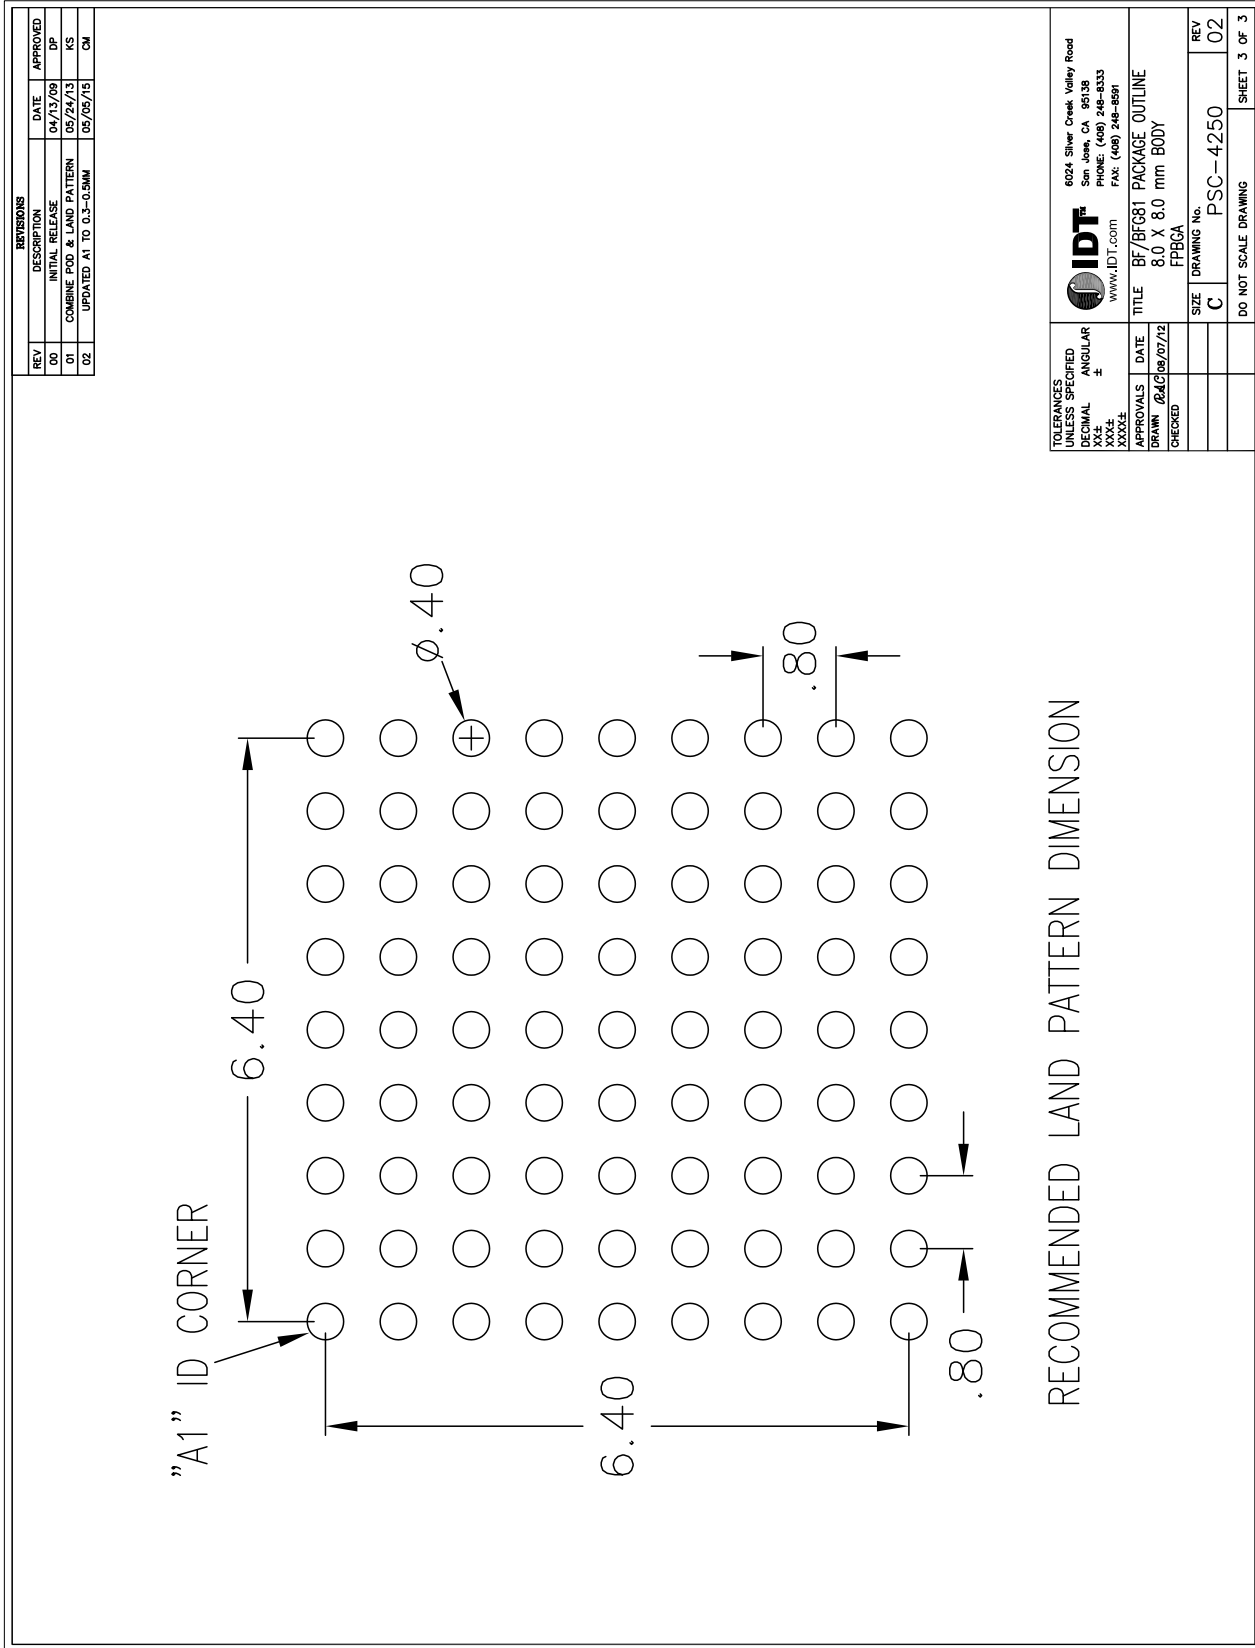 REVISIONS
REV DESCRIPTION DATE APPROVED
00 INITIAL RELEASE 04/13/09 DP
01 COMBINE POD & LAND PATTERN 05/24/13 KS
02 UPDATED A1 TO 0.3-0.5MM 05/05/15 CM
"A1" ID CORNER
6.40
Ø.40
6.40
.80
.80
RECOMMENDED LAND PATTERN DIMENSION
TOLERANCES
UNLESS SPECIFIED
DECIMAL ANGULAR
XX± ±
XXX±
XXXX±
IDT™
www.IDT.com
6024 Silver Creek Valley Road
San Jose, CA 95138
PHONE: (408) 248-8333
FAX: (408) 248-8591
APPROVALS DATE
DRAWN RAC 08/07/12
CHECKED
TITLE BF/BFG81 PACKAGE OUTLINE
8.0 X 8.0 mm BODY
FPBGA
SIZE DRAWING No. REV
C PSC-4250 02
DO NOT SCALE DRAWING SHEET 3 OF 3